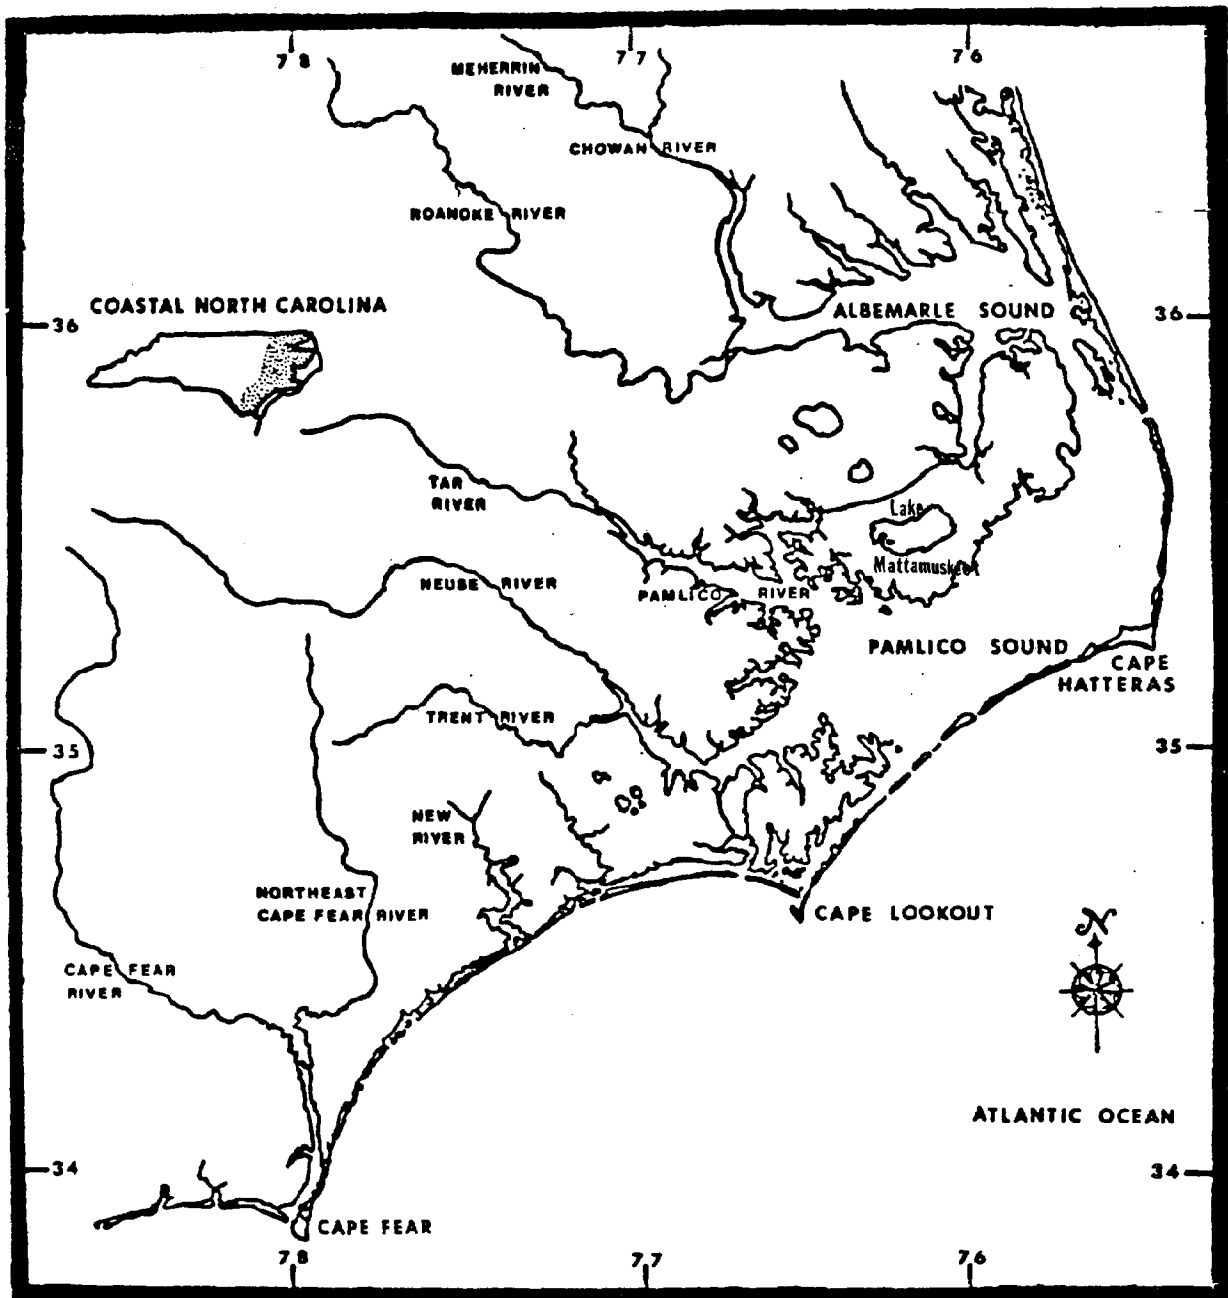 78
77
76
MEHERRIN
RIVER
CHOWAN RIVER
ROANOKE RIVER
COASTAL NORTH CAROLINA
ALBEMARLE SOUND
36
36
TAR
RIVER
Lake
Mattamuskeet
NEUSE RIVER
PAMLICO RIVER
PAMLICO SOUND
CAPE
HATTERAS
TRENT RIVER
35
35
NEW
RIVER
NORTHEAST
CAPE FEAR RIVER
CAPE LOOKOUT
N
CAPE FEAR
RIVER
ATLANTIC OCEAN
34
34
CAPE FEAR
78
77
76